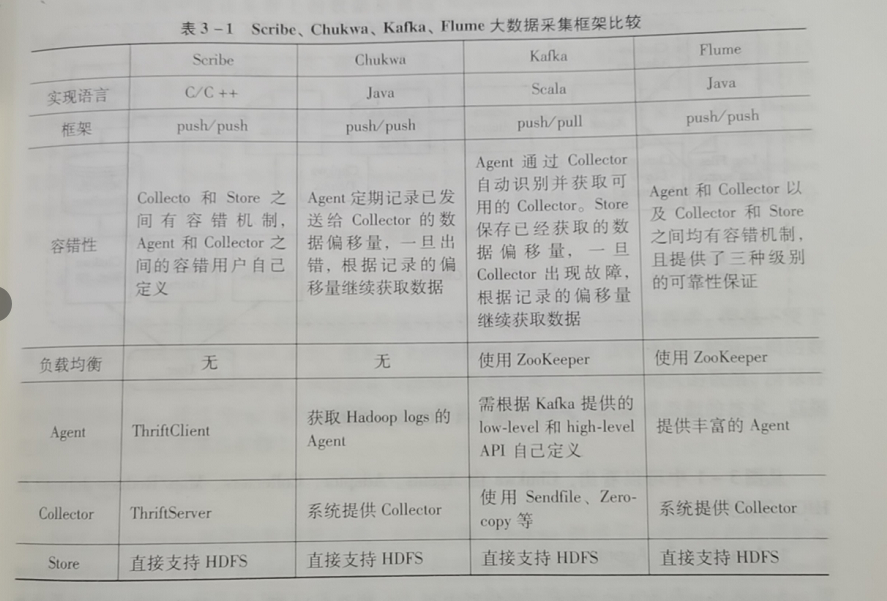 表 3-1 Scribe、Chukwa、Kafka、Flume 大数据采集框架比较
Scribe Chukwa Kafka Flume
实现语言 C/C ++ Java Scala Java
框架 push/push push/push push/pull push/push
容错性
Collecto 和 Store 之
间有容错机制,
Agent 和 Collector 之
间的容错用户自己
定义
Agent 定期记录已发
送给 Collector 的数
据偏移量，一旦出
错，根据记录的偏
移量继续获取数据
Agent 通过 Collector
自动识别并获取可
用的 Collector。Store
保存已经获取的数
据偏移量，一旦
Collector 出现故障,
根据记录的偏移量
继续获取数据
Agent 和 Collector 以
及 Collector 和 Store
之间均有容错机制,
且提供了三种级别
的可靠性保证
负载均衡 无 无 使用 ZooKeeper 使用 ZooKeeper
Agent
ThriftClient
获取 Hadoop logs 的
Agent
需根据 Kafka 提供的
low-level 和 high-level
API 自己定义
提供丰富的 Agent
Collector
ThriftServer
系统提供 Collector
使用 Sendfile、Zero-
copy 等
系统提供 Collector
Store 直接支持 HDFS 直接支持 HDFS 直接支持 HDFS 直接支持 HDFS